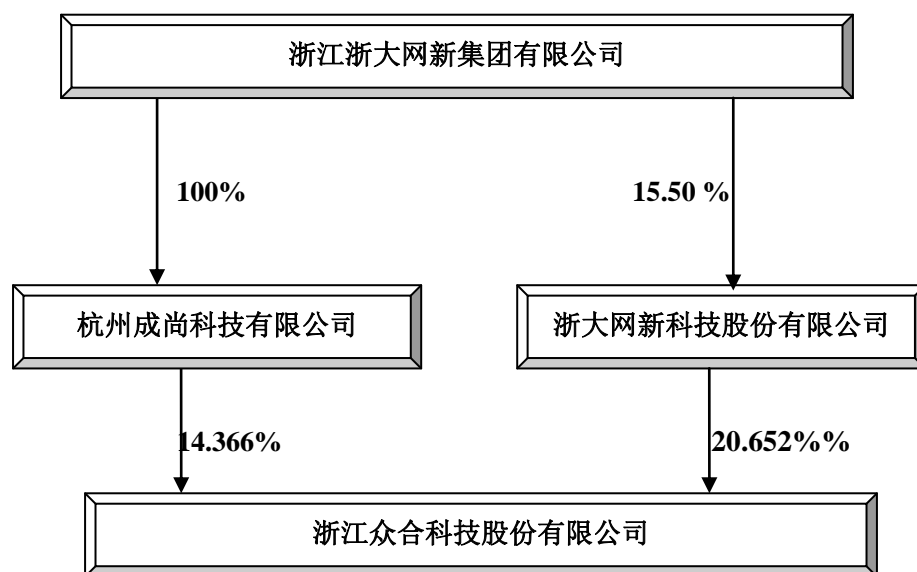 浙江浙大网新集团有限公司
100%
15.50 %
杭州成尚科技有限公司
浙大网新科技股份有限公司
14.366%
20.652%%
浙江众合科技股份有限公司